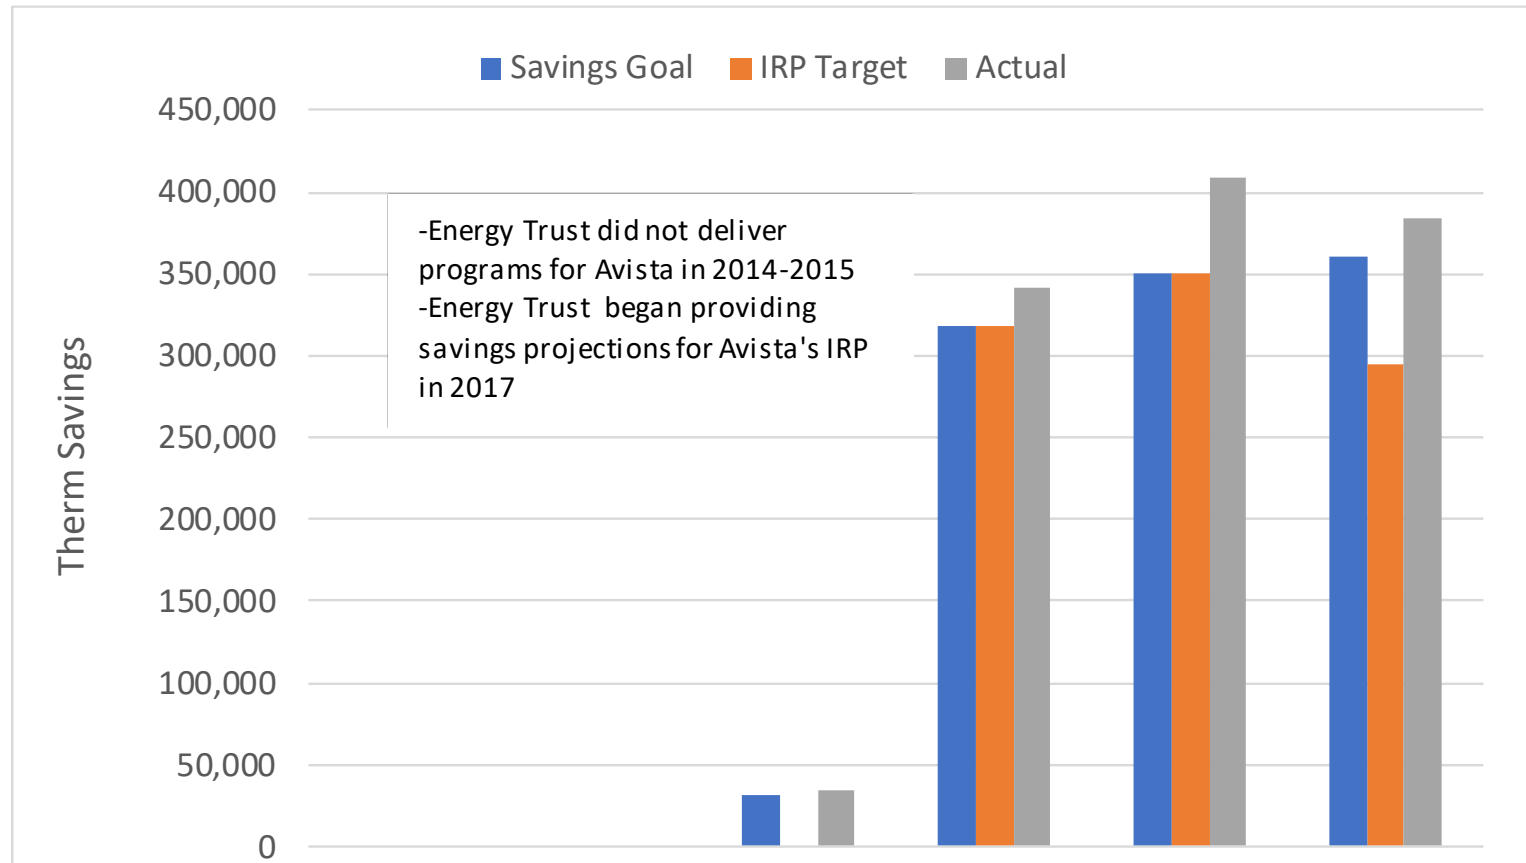 Savings Goal IRP Target Actual
450,000
400,000
350,000
300,000
250,000
200,000
150,000
100,000
50,000
0
Therm Savings
-Energy Trust did not deliver
programs for Avista in 2014-2015
-Energy Trust began providing
savings projections for Avista's IRP
in 2017